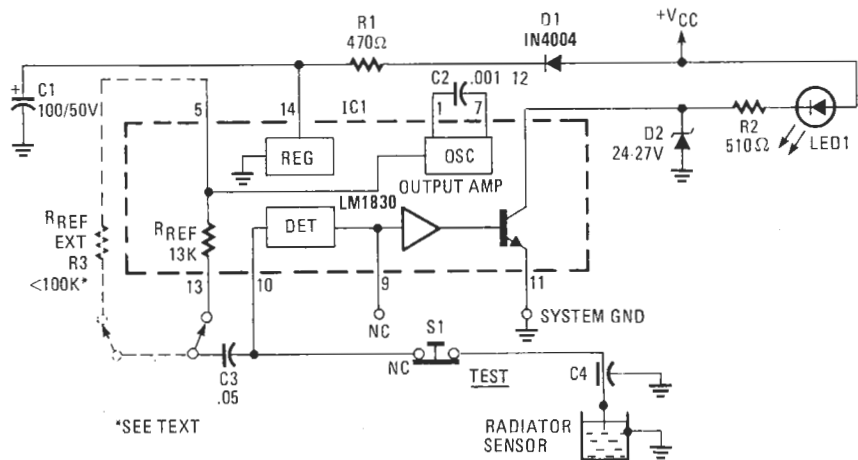 R1
470Ω
D1
IN4004
+VCC
C2 .001 12
C1
100/50V
+
5
14
IC1
1
7
REG
OSC
D2
24-27V
R2
510Ω
LED1
OUTPUT AMP
LM1830
RREF
EXT
R3
<100K*
RREF
13K
DET
13
10
9
11
NC
SYSTEM GND
S1
NC
TEST
C3
.05
C4
*SEE TEXT
RADIATOR
SENSOR